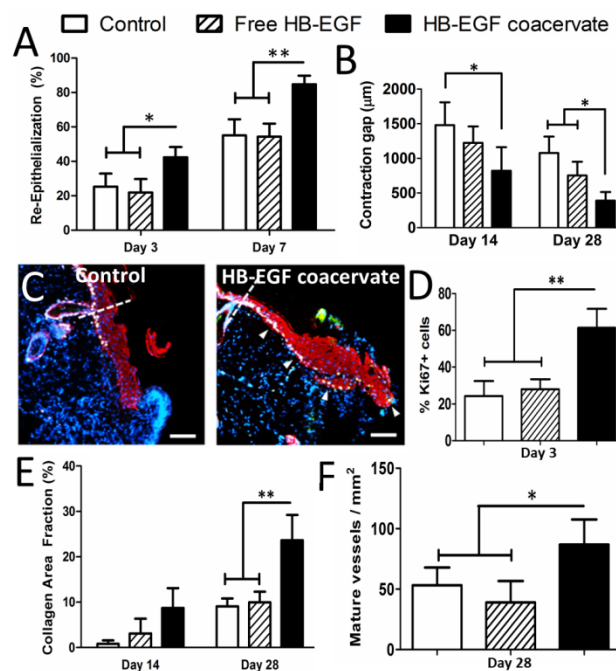 Control Free HB-EGF HB-EGF coacervate
A
Re-Epithelialization (%)
100
80
60
40
20
0
*
**
Day 3 Day 7
B
Contraction gap (μm)
2000
1500
1000
500
0
*
*
Day 14 Day 28
C
Control
HB-EGF coacervate
D
% Ki67+ cells
80
60
40
20
0
**
Day 3
E
Collagen Area Fraction (%)
40
30
20
10
0
**
Day 14 Day 28
F
Mature vessels / mm²
150
100
50
0
*
Day 28